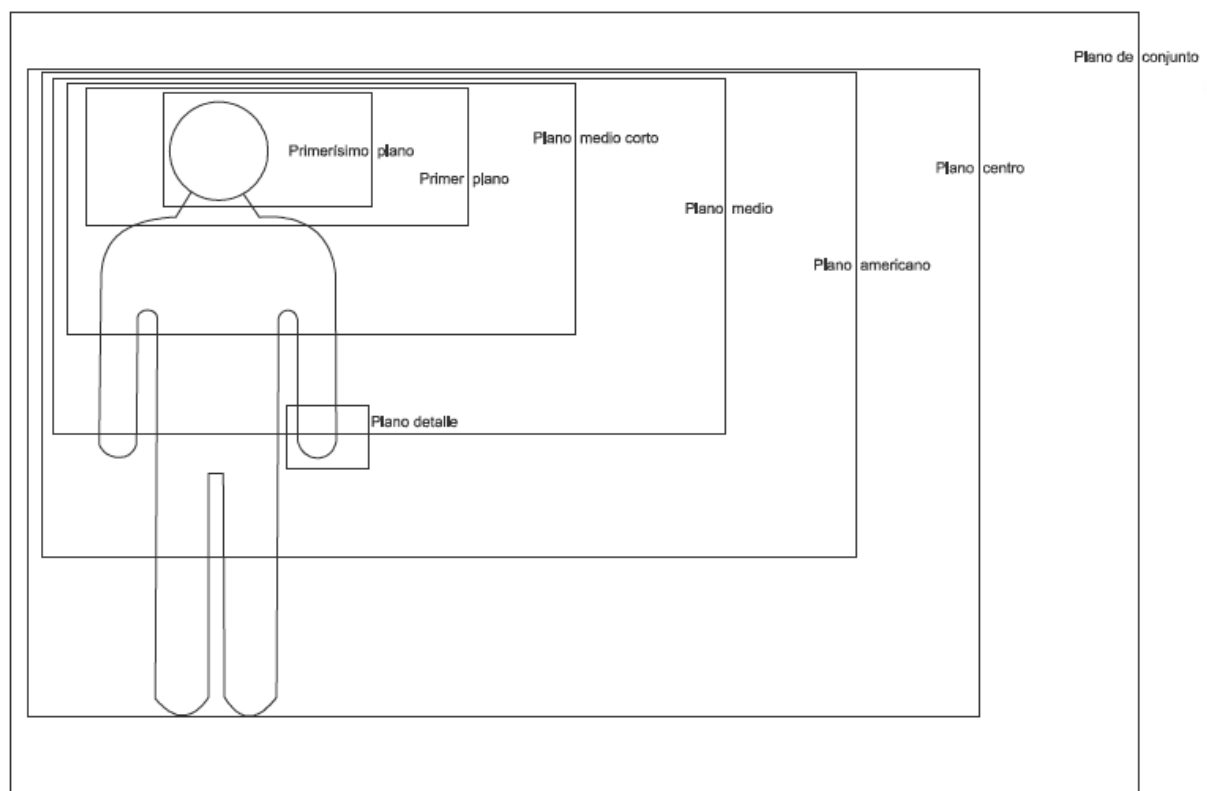 Plano de conjunto
Plano medio corto
Primerísimo plano
Plano centro
Primer plano
Plano medio
Plano americano
Plano detalle